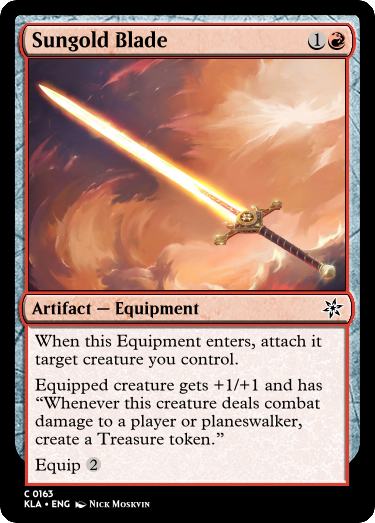 Sungold Blade 1
Artifact — Equipment
When this Equipment enters, attach it
target creature you control.
Equipped creature gets +1/+1 and has
“Whenever this creature deals combat
damage to a player or planeswalker,
create a Treasure token.”
Equip 2
C 0163
KLA • ENG Nick Moskvin